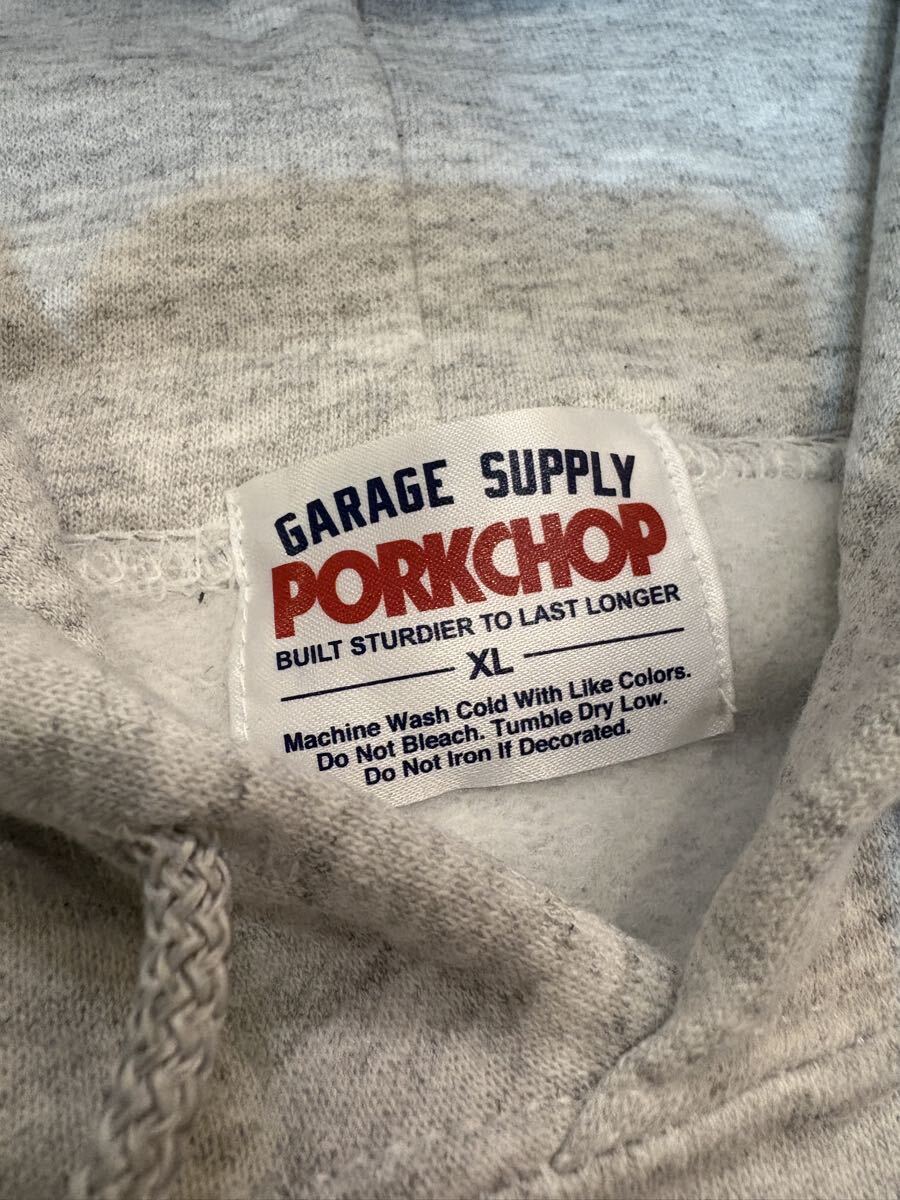 GARAGE SUPPLY
PORKCHOP
BUILT STURDIER TO LAST LONGER
XL
Machine Wash Cold With Like Colors.
Do Not Bleach. Tumble Dry Low.
Do Not Iron If Decorated.